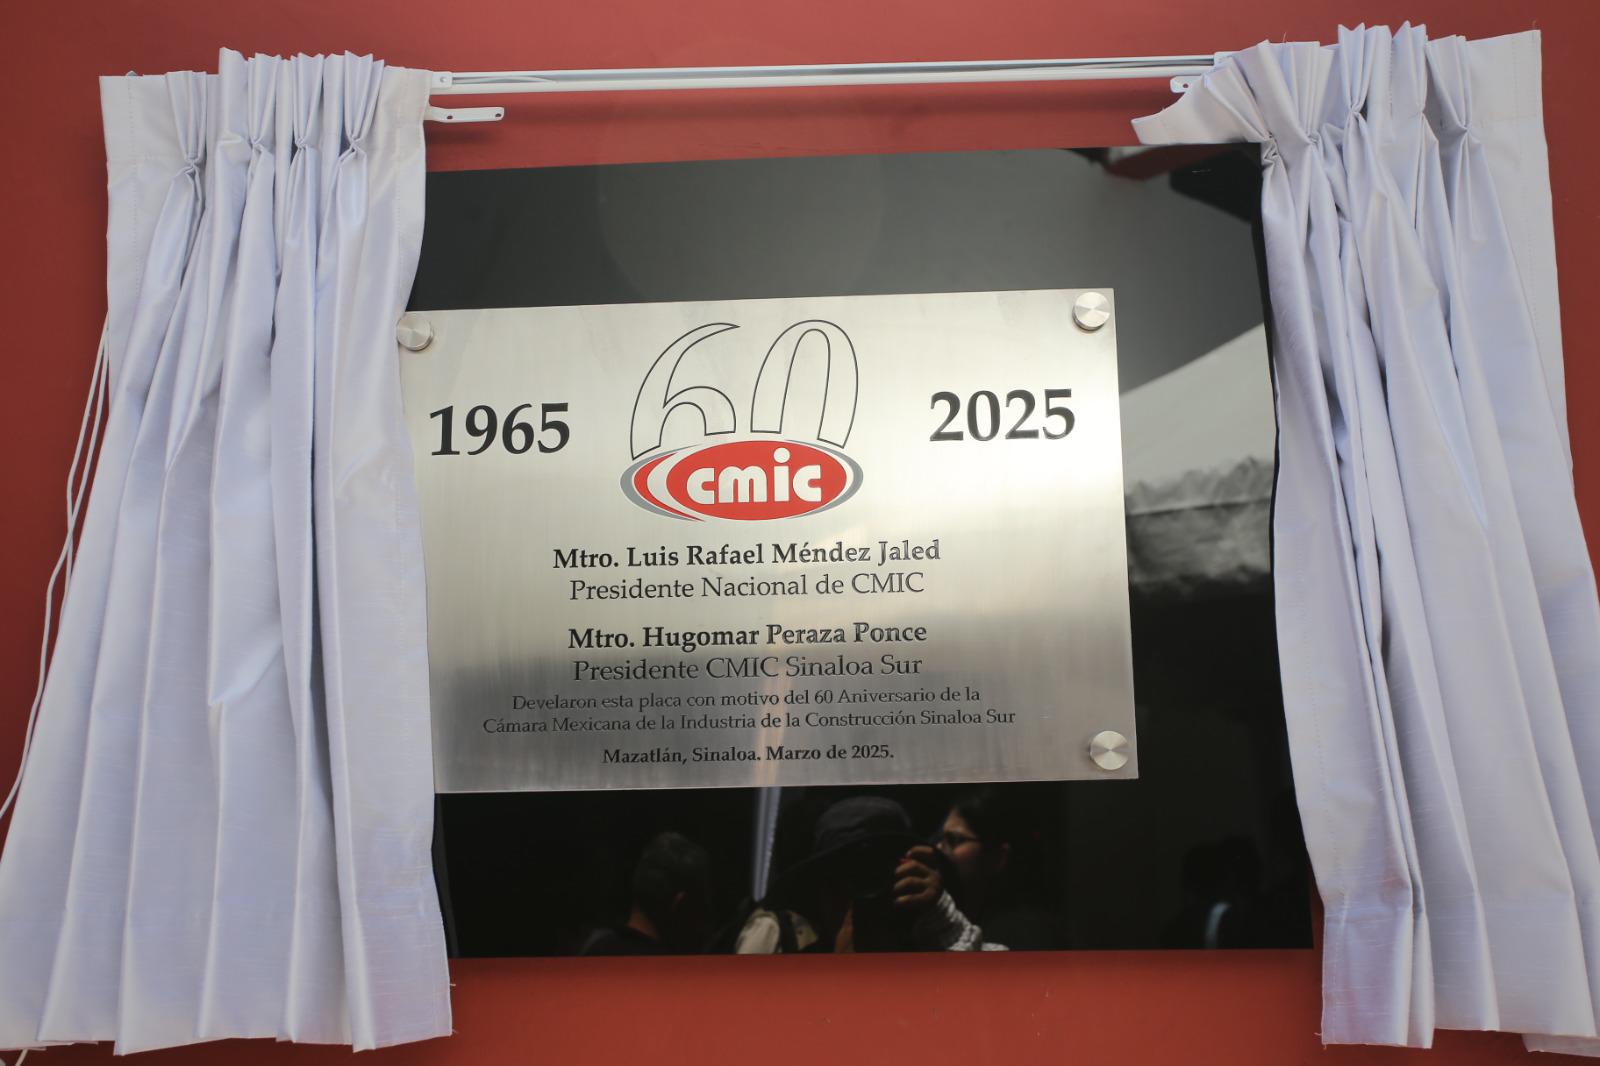 1965 60 2025
cmic
Mtro. Luis Rafael Méndez Jaled
Presidente Nacional de CMIC
Mtro. Hugomar Peraza Ponce
Presidente CMIC Sinaloa Sur
Develaron esta placa con motivo del 60 Aniversario de la
Cámara Mexicana de la Industria de la Construcción Sinaloa Sur
Mazatlán, Sinaloa. Marzo de 2025.